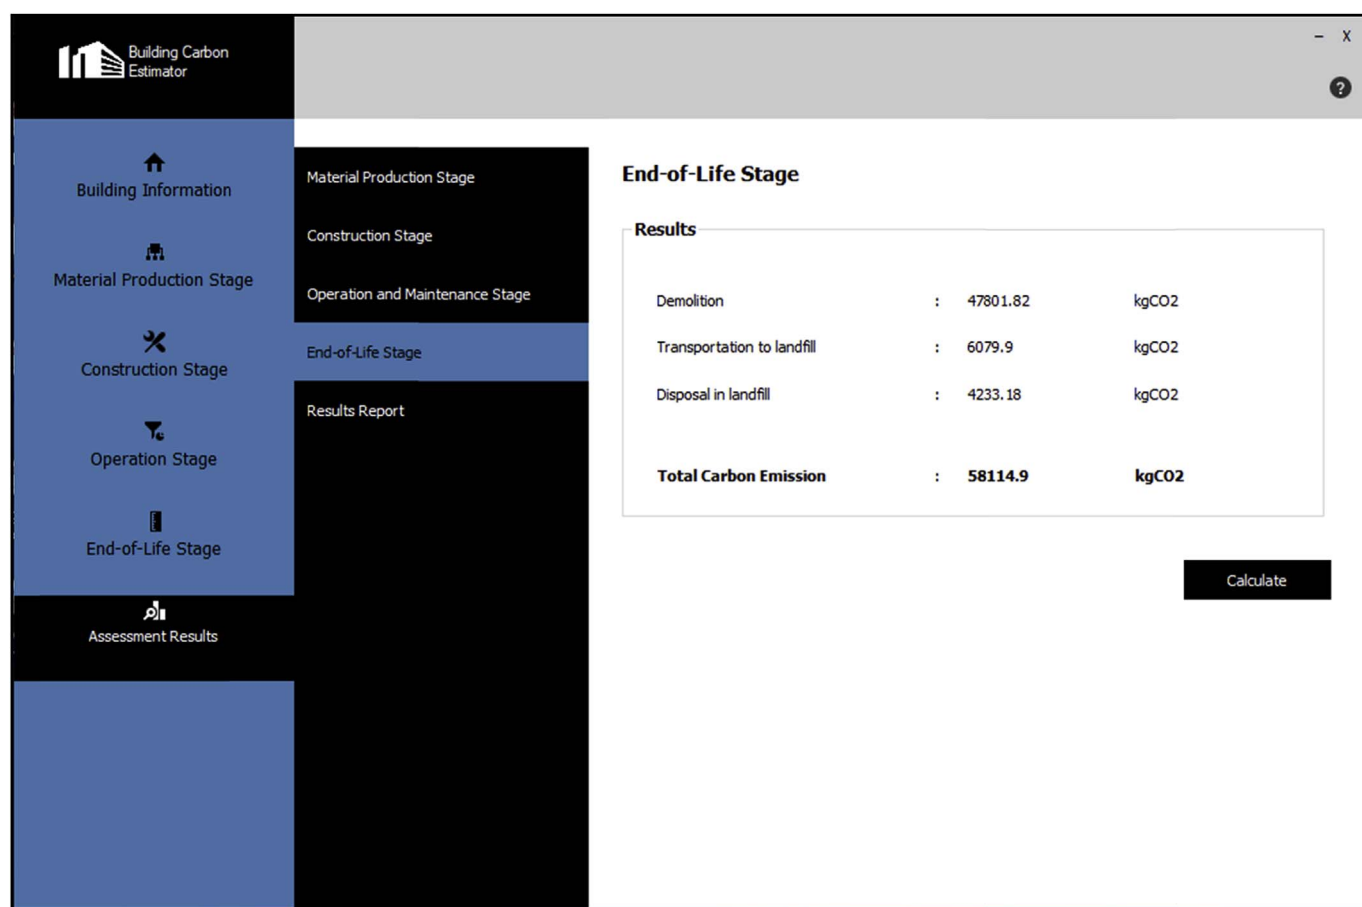 Building Carbon
Estimator
– X
?
Building Information
Material Production Stage
Construction Stage
Operation Stage
End-of-Life Stage
Assessment Results
Material Production Stage
Construction Stage
Operation and Maintenance Stage
End-of-Life Stage
Results Report
End-of-Life Stage
Results
Demolition : 47801.82 kgCO2
Transportation to landfill : 6079.9 kgCO2
Disposal in landfill : 4233.18 kgCO2
Total Carbon Emission : 58114.9 kgCO2
Calculate